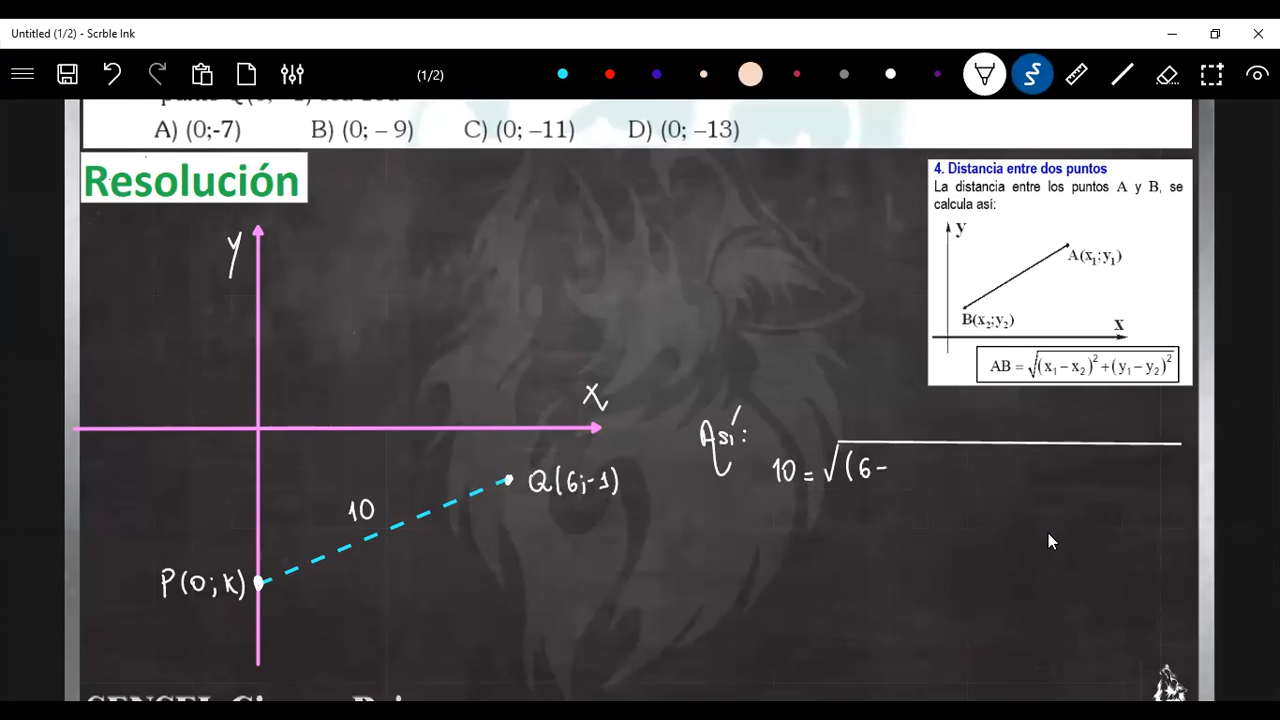 Untitled (1/2) - Scrble Ink
(1/2)
A) (0;-7) B) (0; – 9) C) (0; –11) D) (0; –13)
Resolución
4. Distancia entre dos puntos
La distancia entre los puntos A y B, se
calcula así:
y
A(x₁;y₁)
B(x₂;y₂)
x
AB = √(x₁ – x₂)² + (y₁ – y₂)²
y
x
Así:
10 = √(6 –
Q(6;-1)
10
P(0; K)